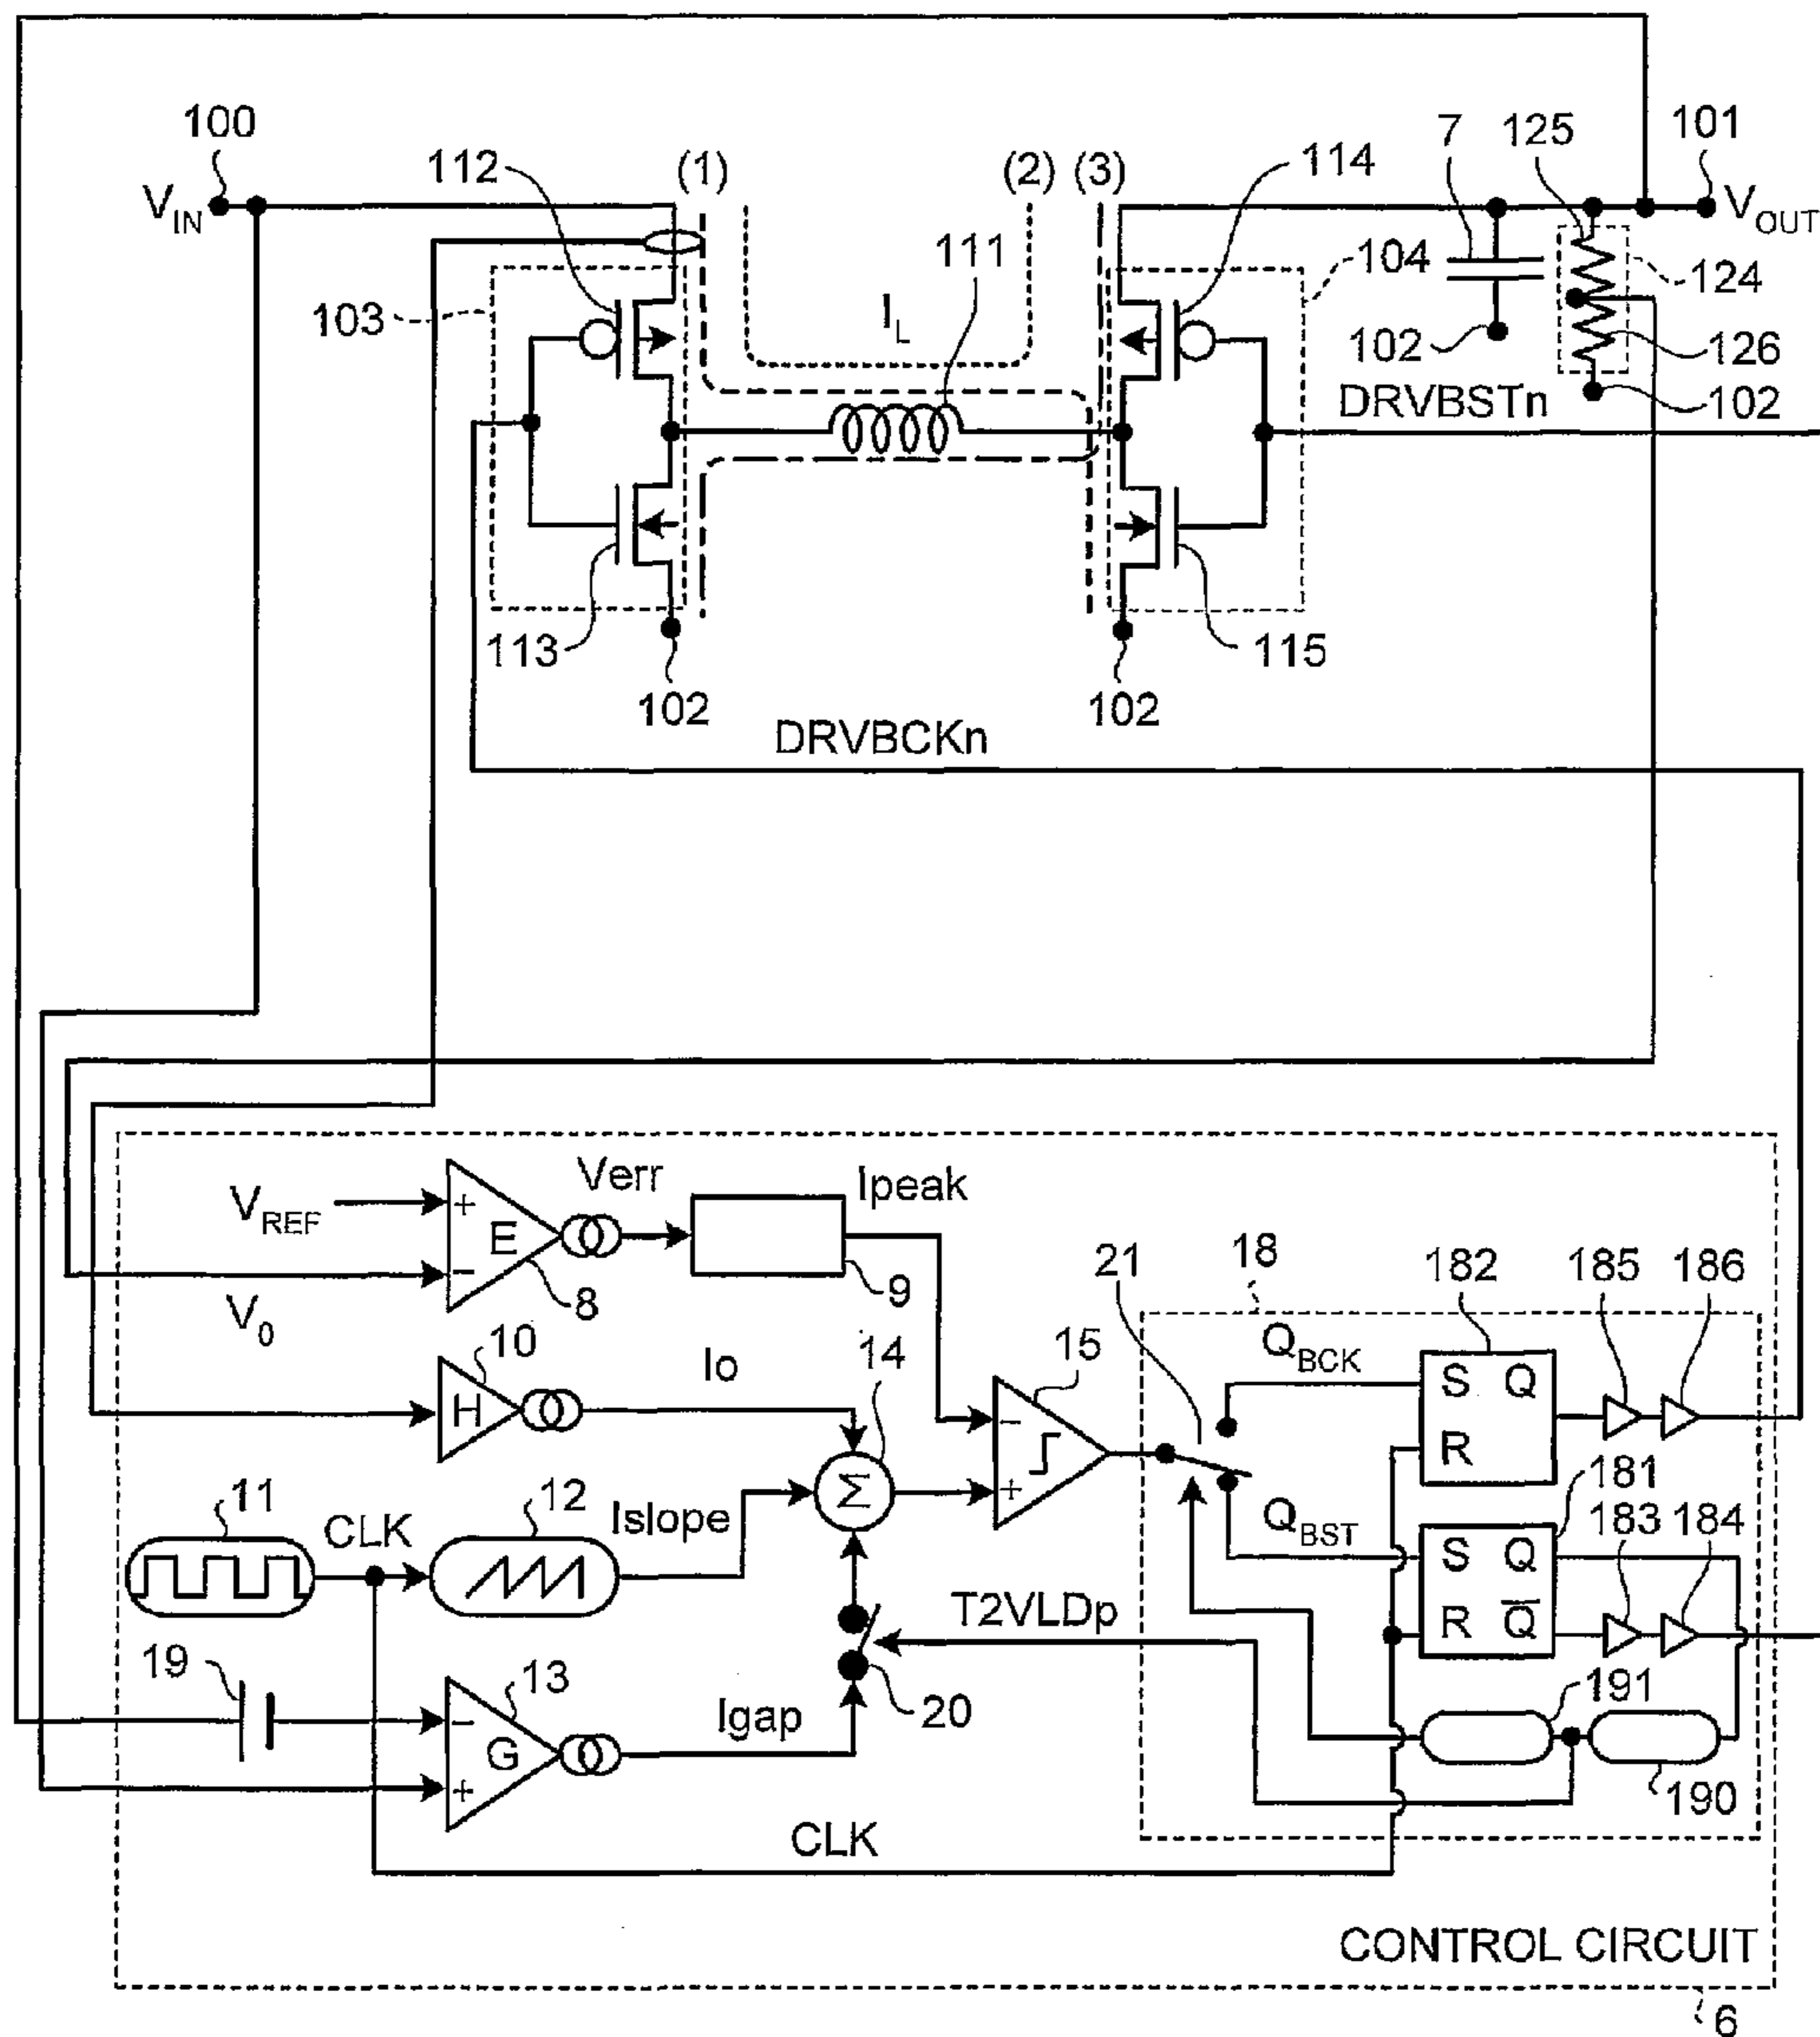 100
V_IN
112
(1)
(2)
(3)
114
7
125
101
V_OUT
103
I_L
111
104
124
102
126
DRVBSTn
102
113
102
102
115
DRVBCKn
V_REF
+
E
-
8
Verr
Ipeak
9
V_0
10
H
Io
14
Σ
15
-
+
21
18
182
185
186
Q_BCK
S Q
R
181
183
184
Q_BST
S Q
R Q̅
11
CLK
12
Islope
T2VLDp
19
13
-
G
+
Igap
20
191
190
CLK
CONTROL CIRCUIT
6